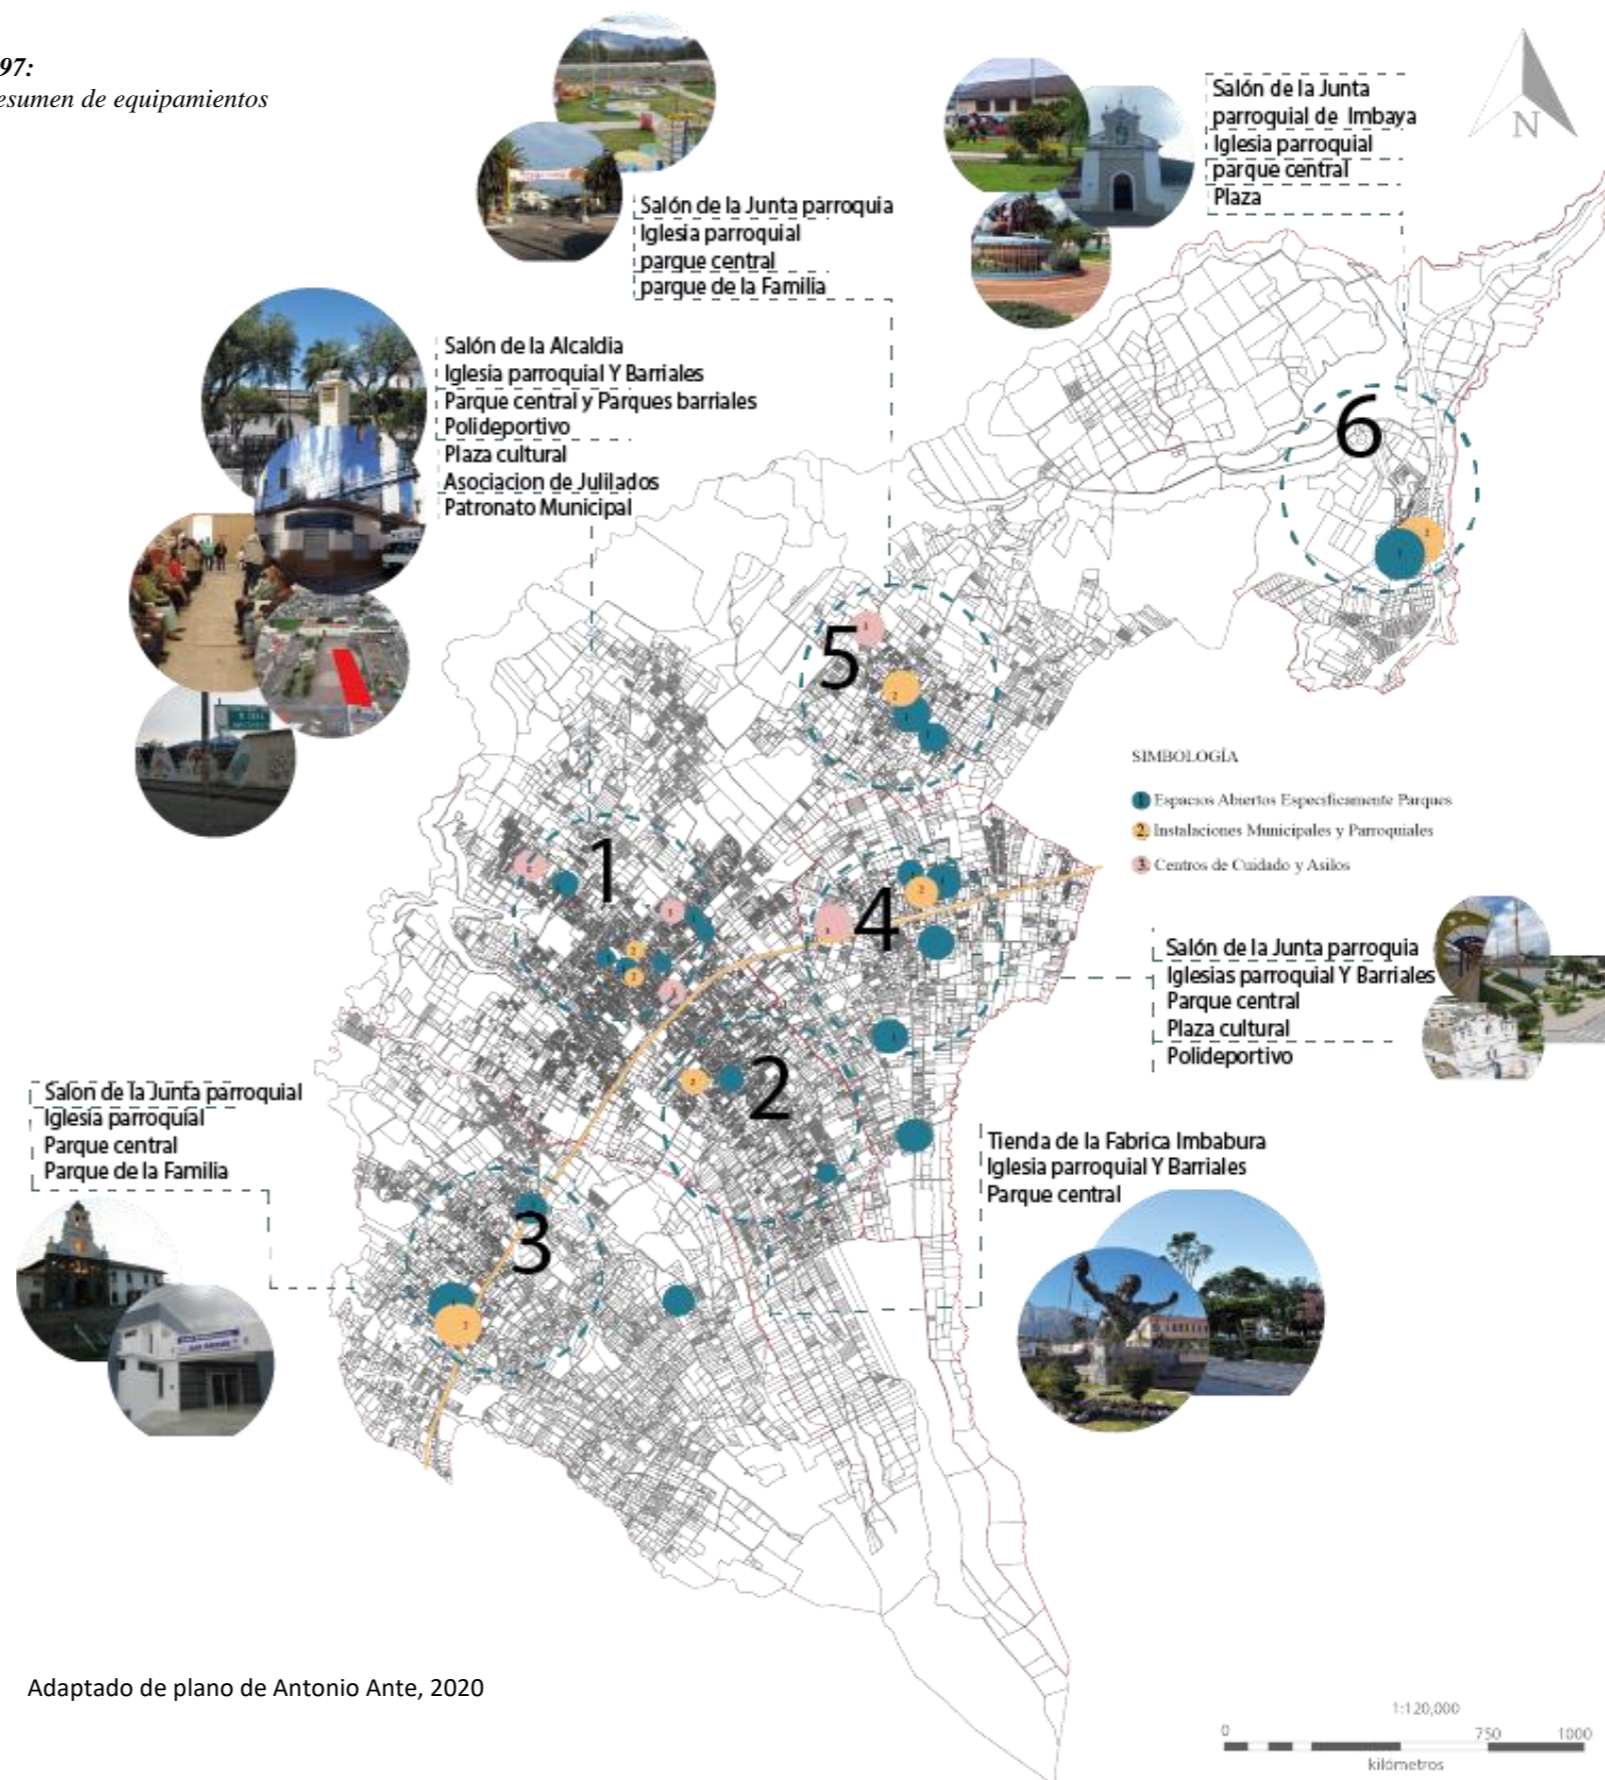 97:
esumen de equipamientos
Salón de la Junta
parroquial de Imbaya
Iglesia parroquial
parque central
Plaza
N
Salón de la Junta parroquia
Iglesia parroquial
parque central
parque de la Familia
Salón de la Alcaldia
Iglesia parroquial Y Barriales
Parque central y Parques barriales
Polideportivo
Plaza cultural
Asociacion de Julilados
Patronato Municipal
6
5
1
4
2
3
SIMBOLOGÍA
1 Espacios Abiertos Especificamente Parques
2. Instalaciones Municipales y Parroquiales
3. Centros de Cuidado y Asilos
Salón de la Junta parroquia
Iglesias parroquial Y Barriales
Parque central
Plaza cultural
Polideportivo
Salón de la Junta parroquial
Iglesia parroquial
Parque central
Parque de la Familia
Tienda de la Fabrica Imbabura
Iglesia parroquial Y Barriales
Parque central
Adaptado de plano de Antonio Ante, 2020
1:120,000
0 750 1000
kilómetros